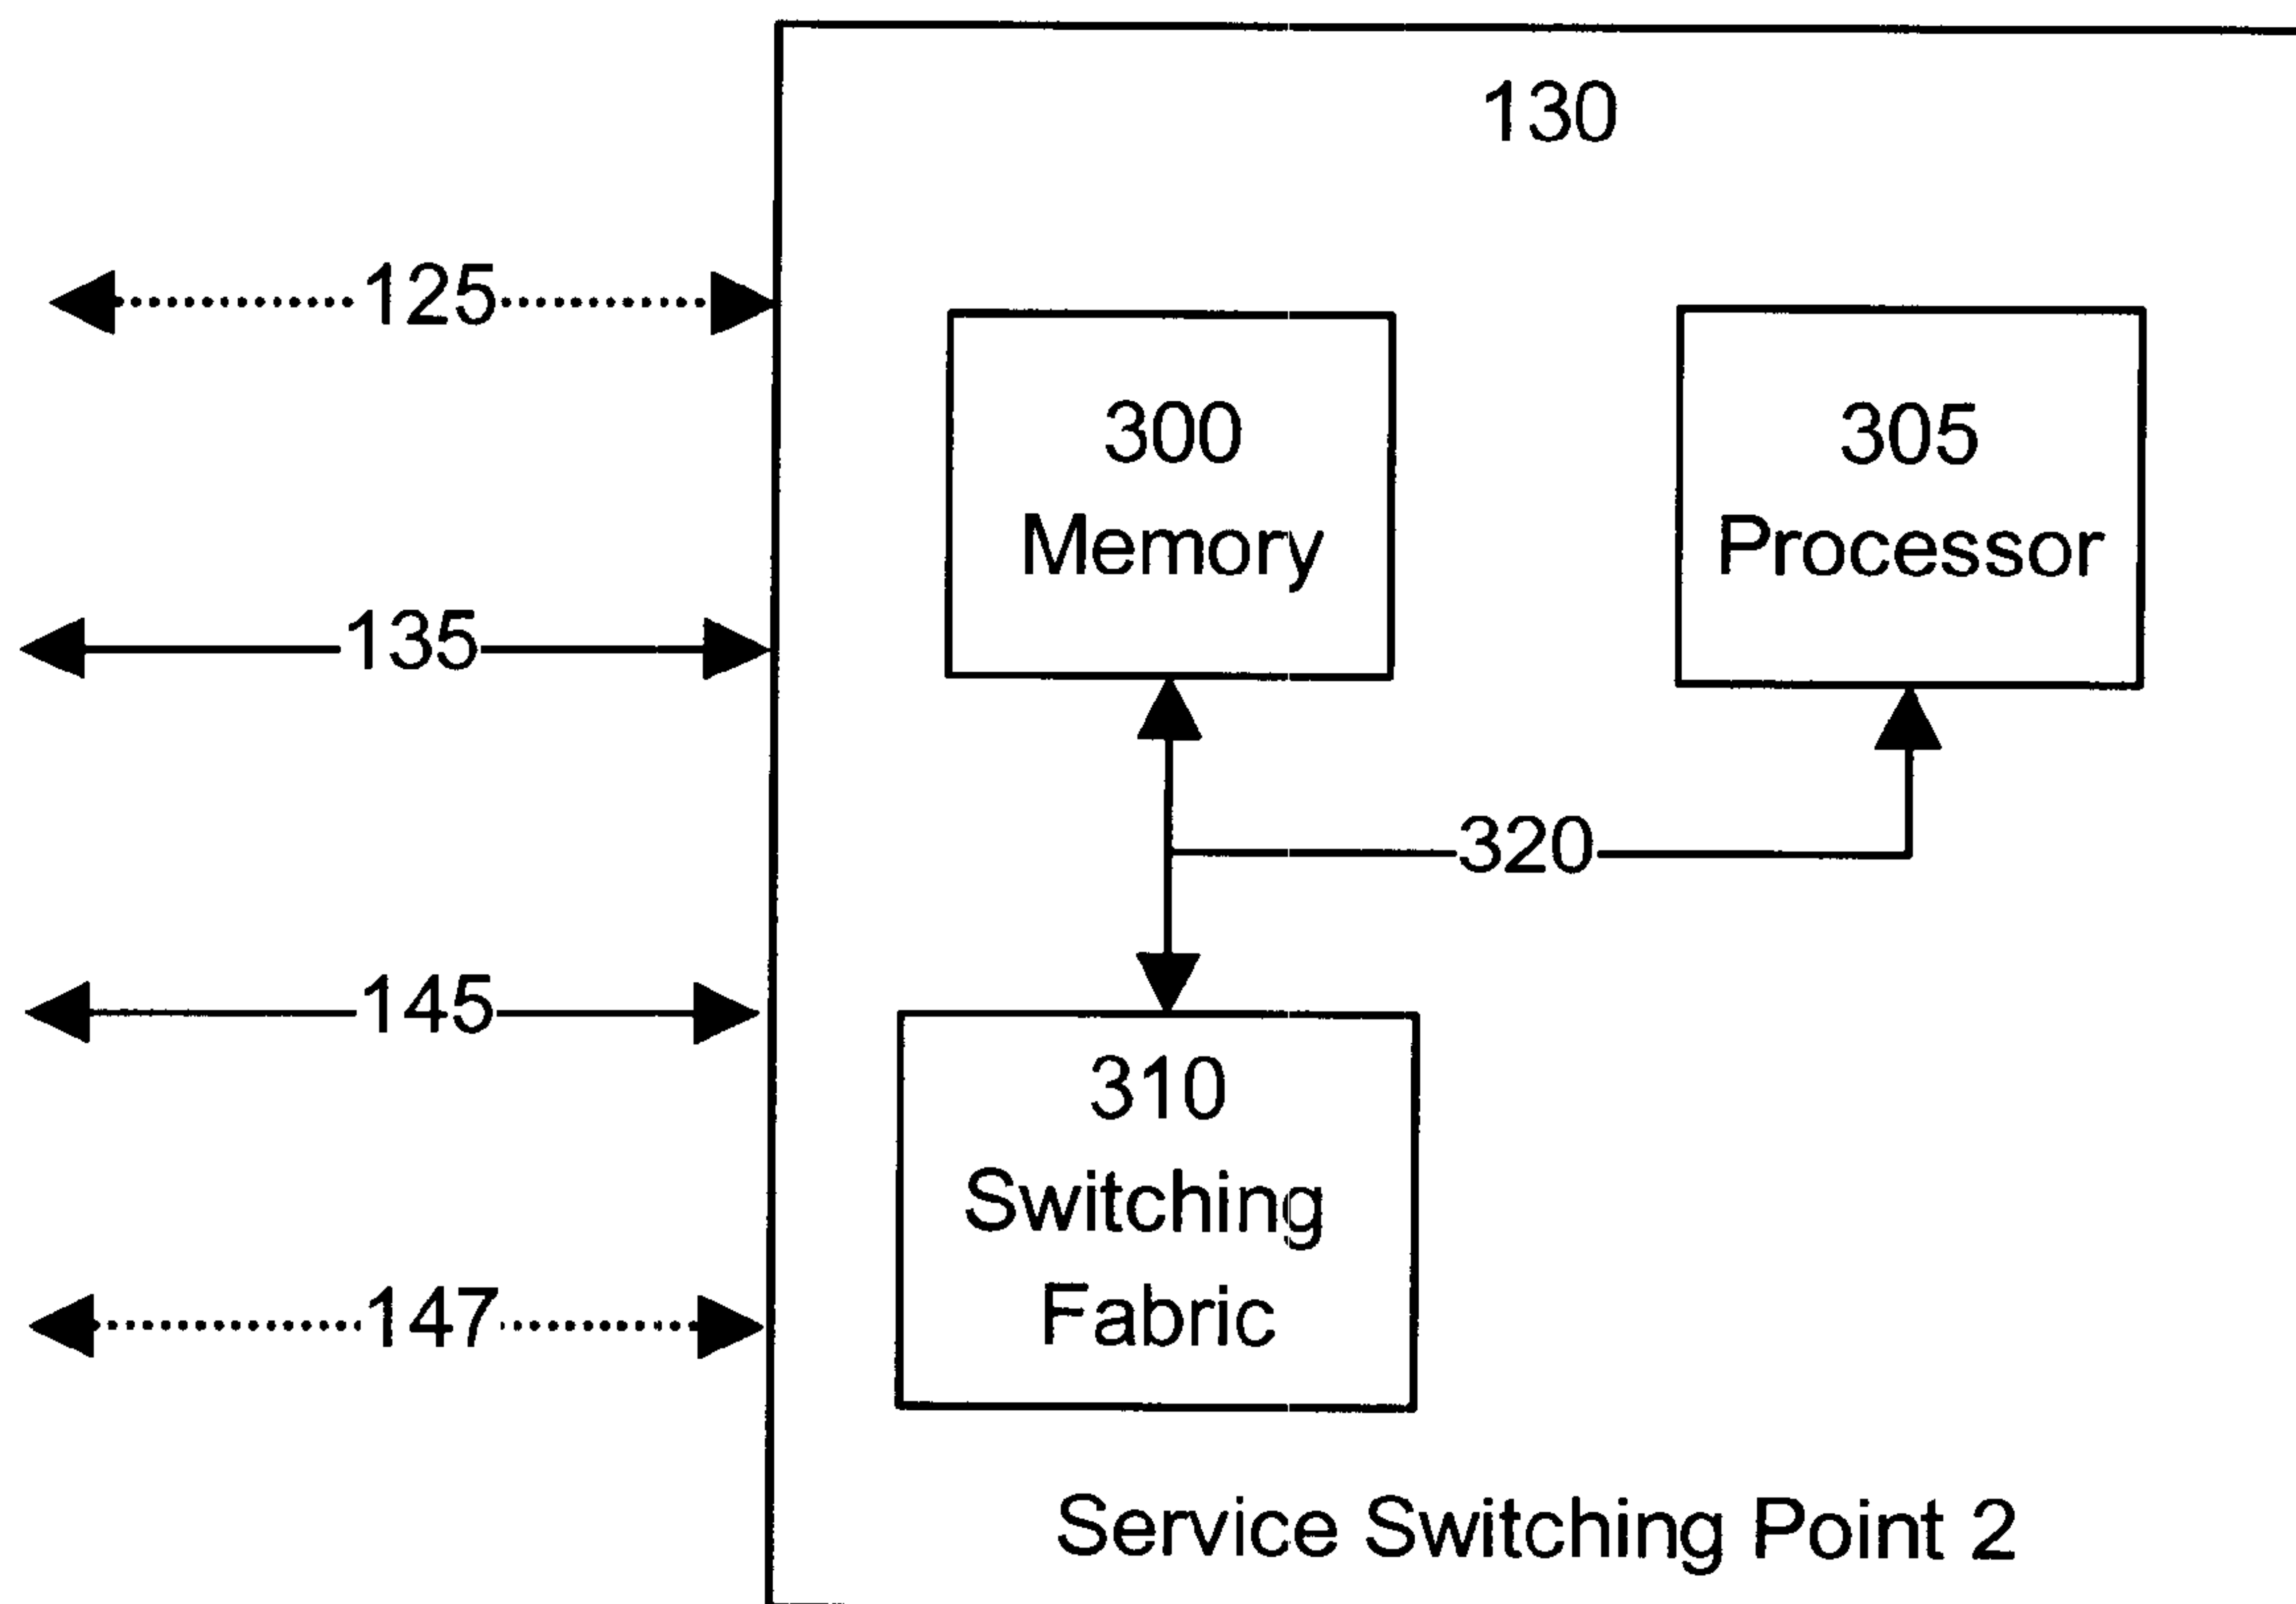 130
125
300
Memory
305
Processor
135
320
145
310
Switching
Fabric
147
Service Switching Point 2